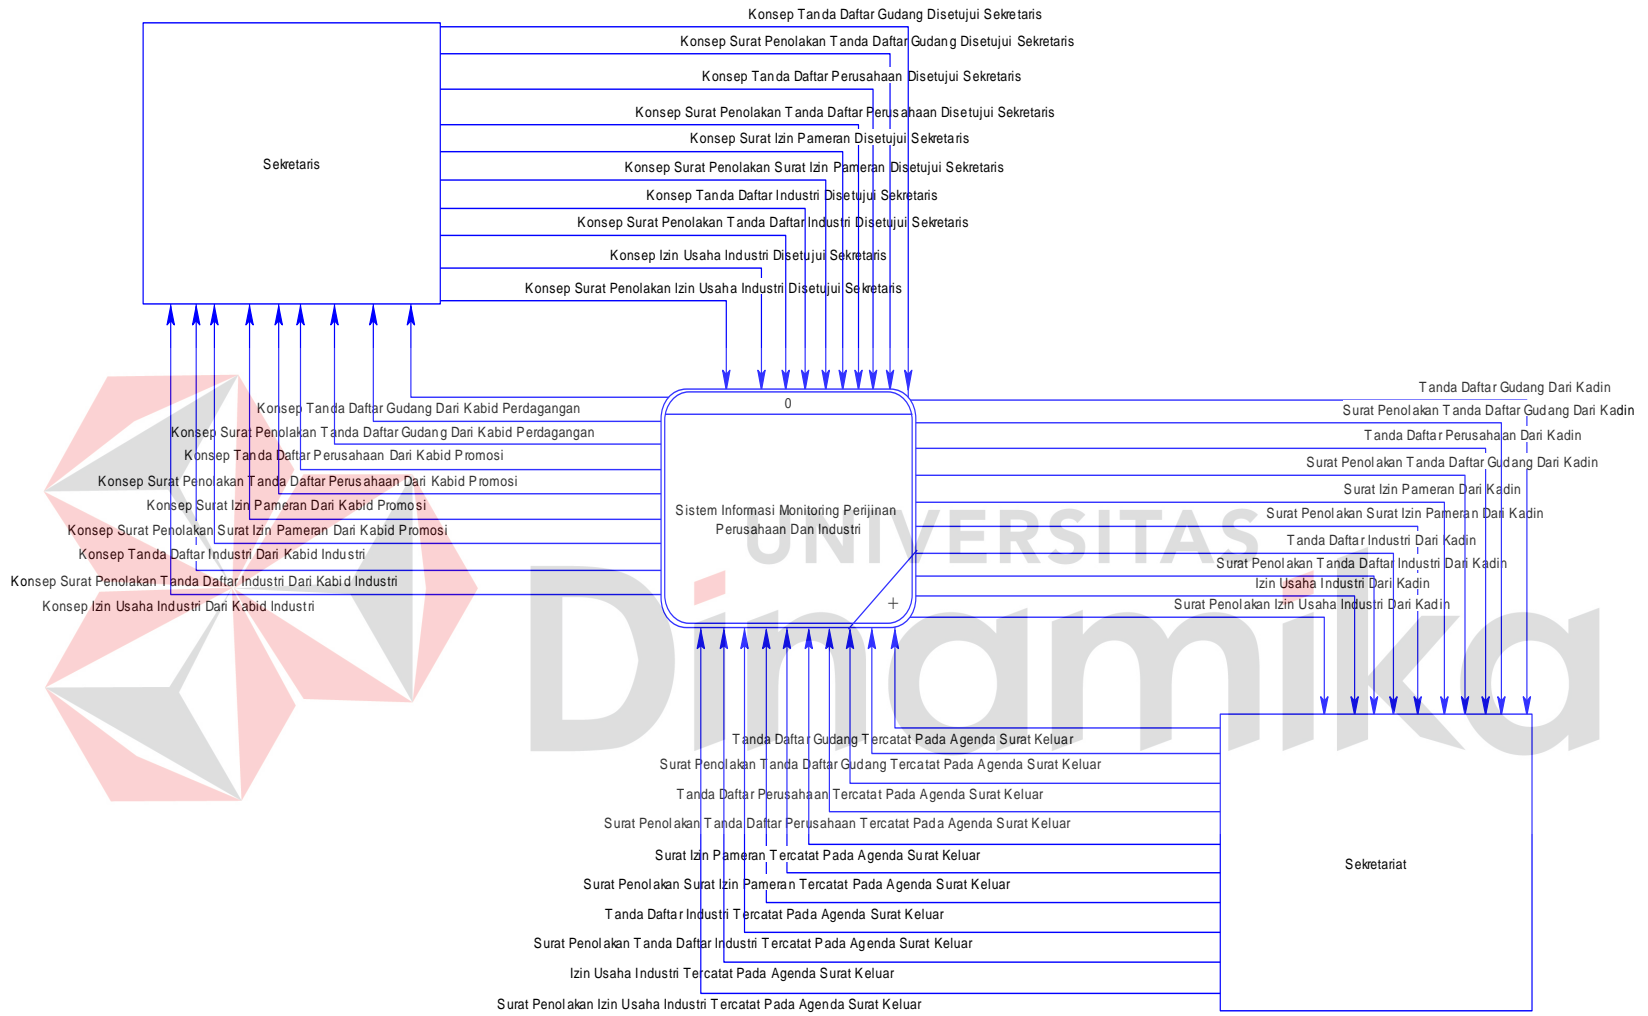 Konsep Tanda Daftar Gudang Disetujui Sekretaris
Konsep Surat Penolakan Tanda Daftar Gudang Disetujui Sekretaris
Konsep Tanda Daftar Perusahaan Disetujui Sekretaris
Konsep Surat Penolakan Tanda Daftar Perusahaan Disetujui Sekretaris
Konsep Surat Izin Pameran Disetujui Sekretaris
Konsep Surat Penolakan Surat Izin Pameran Disetujui Sekretaris
Konsep Tanda Daftar Industri Disetujui Sekretaris
Konsep Surat Penolakan Tanda Daftar Industri Disetujui Sekretaris
Konsep Izin Usaha Industri Disetujui Sekretaris
Konsep Surat Penolakan Izin Usaha Industri Disetujui Sekretaris
Sekretaris
Konsep Tanda Daftar Gudang Dari Kabid Perdagangan
Konsep Surat Penolakan Tanda Daftar Gudang Dari Kabid Perdagangan
Konsep Tanda Daftar Perusahaan Dari Kabid Promosi
Konsep Surat Penolakan Tanda Daftar Perusahaan Dari Kabid Promosi
Konsep Surat Izin Pameran Dari Kabid Promosi
Konsep Surat Penolakan Surat Izin Pameran Dari Kabid Promosi
Konsep Tanda Daftar Industri Dari Kabid Industri
Konsep Surat Penolakan Tanda Daftar Industri Dari Kabid Industri
Konsep Izin Usaha Industri Dari Kabid Industri
0
Sistem Informasi Monitoring Perijinan
Perusahaan Dan Industri
+
Tanda Daftar Gudang Dari Kadin
Surat Penolakan Tanda Daftar Gudang Dari Kadin
Tanda Daftar Perusahaan Dari Kadin
Surat Penolakan Tanda Daftar Gudang Dari Kadin
Surat Izin Pameran Dari Kadin
Surat Penolakan Surat Izin Pameran Dari Kadin
Tanda Daftar Industri Dari Kadin
Surat Penolakan Tanda Daftar Industri Dari Kadin
Izin Usaha Industri Dari Kadin
Surat Penolakan Izin Usaha Industri Dari Kadin
UNIVERSITAS
Dinamika
Tanda Daftar Gudang Tercatat Pada Agenda Surat Keluar
Surat Penolakan Tanda Daftar Gudang Tercatat Pada Agenda Surat Keluar
Tanda Daftar Perusahaan Tercatat Pada Agenda Surat Keluar
Surat Penolakan Tanda Daftar Perusahaan Tercatat Pada Agenda Surat Keluar
Surat Izin Pameran Tercatat Pada Agenda Surat Keluar
Surat Penolakan Surat Izin Pameran Tercatat Pada Agenda Surat Keluar
Tanda Daftar Industri Tercatat Pada Agenda Surat Keluar
Surat Penolakan Tanda Daftar Industri Tercatat Pada Agenda Surat Keluar
Izin Usaha Industri Tercatat Pada Agenda Surat Keluar
Surat Penolakan Izin Usaha Industri Tercatat Pada Agenda Surat Keluar
Sekretariat